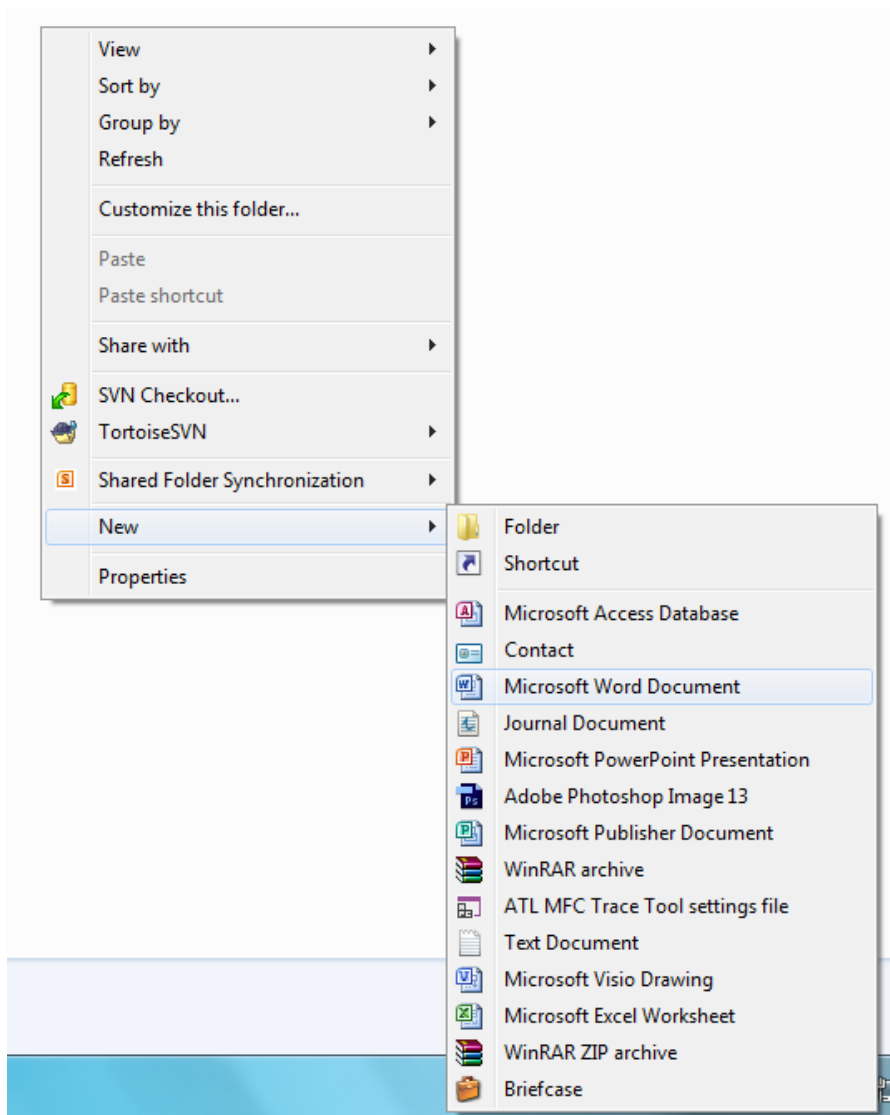 View
Sort by
Group by
Refresh
Customize this folder...
Paste
Paste shortcut
Share with
SVN Checkout...
TortoiseSVN
Shared Folder Synchronization
New
Properties
Folder
Shortcut
Microsoft Access Database
Contact
Microsoft Word Document
Journal Document
Microsoft PowerPoint Presentation
Adobe Photoshop Image 13
Microsoft Publisher Document
WinRAR archive
ATL MFC Trace Tool settings file
Text Document
Microsoft Visio Drawing
Microsoft Excel Worksheet
WinRAR ZIP archive
Briefcase